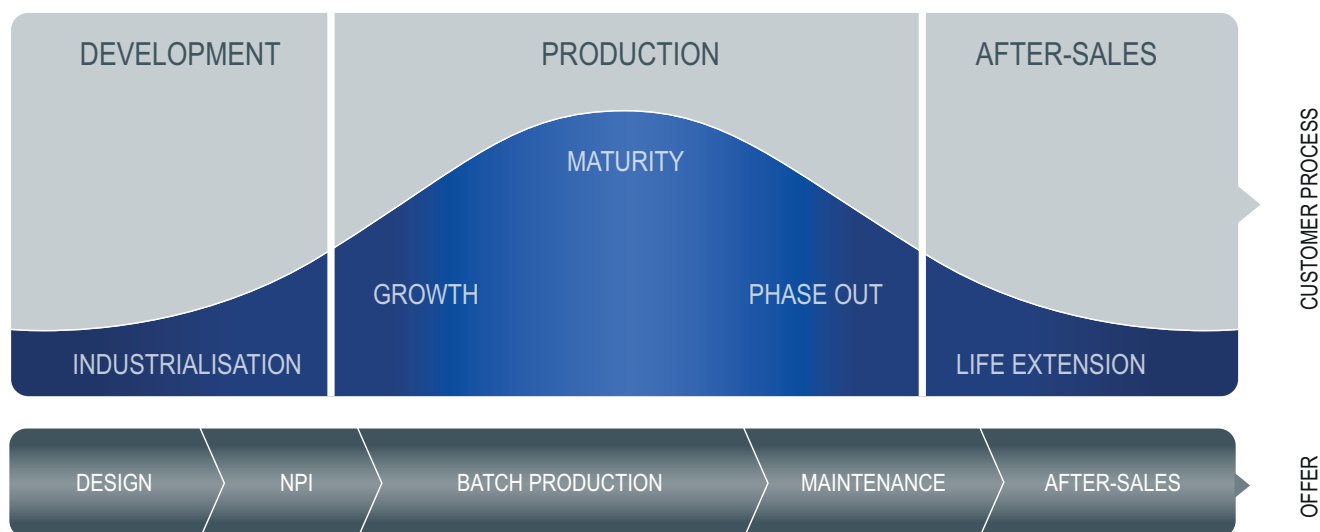 DEVELOPMENT
PRODUCTION
AFTER-SALES
MATURITY
GROWTH
PHASE OUT
INDUSTRIALISATION
LIFE EXTENSION
CUSTOMER PROCESS
DESIGN
NPI
BATCH PRODUCTION
MAINTENANCE
AFTER-SALES
OFFER